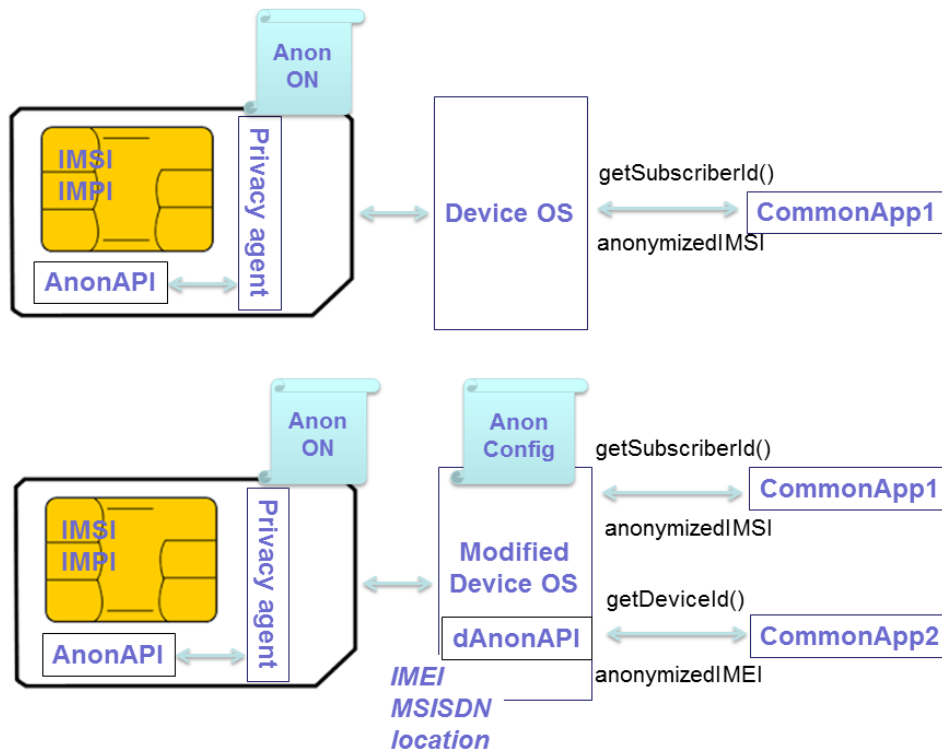 Anon
ON
IMSI
IMPI
Privacy agent
AnonAPI
Device OS
getSubscriberId()
CommonApp1
anonymizedIMSI
Anon
ON
Anon
Config
IMSI
IMPI
Privacy agent
AnonAPI
Modified
Device OS
dAnonAPI
IMEI
MSISDN
location
getSubscriberId()
CommonApp1
anonymizedIMSI
getDeviceId()
CommonApp2
anonymizedIMEI